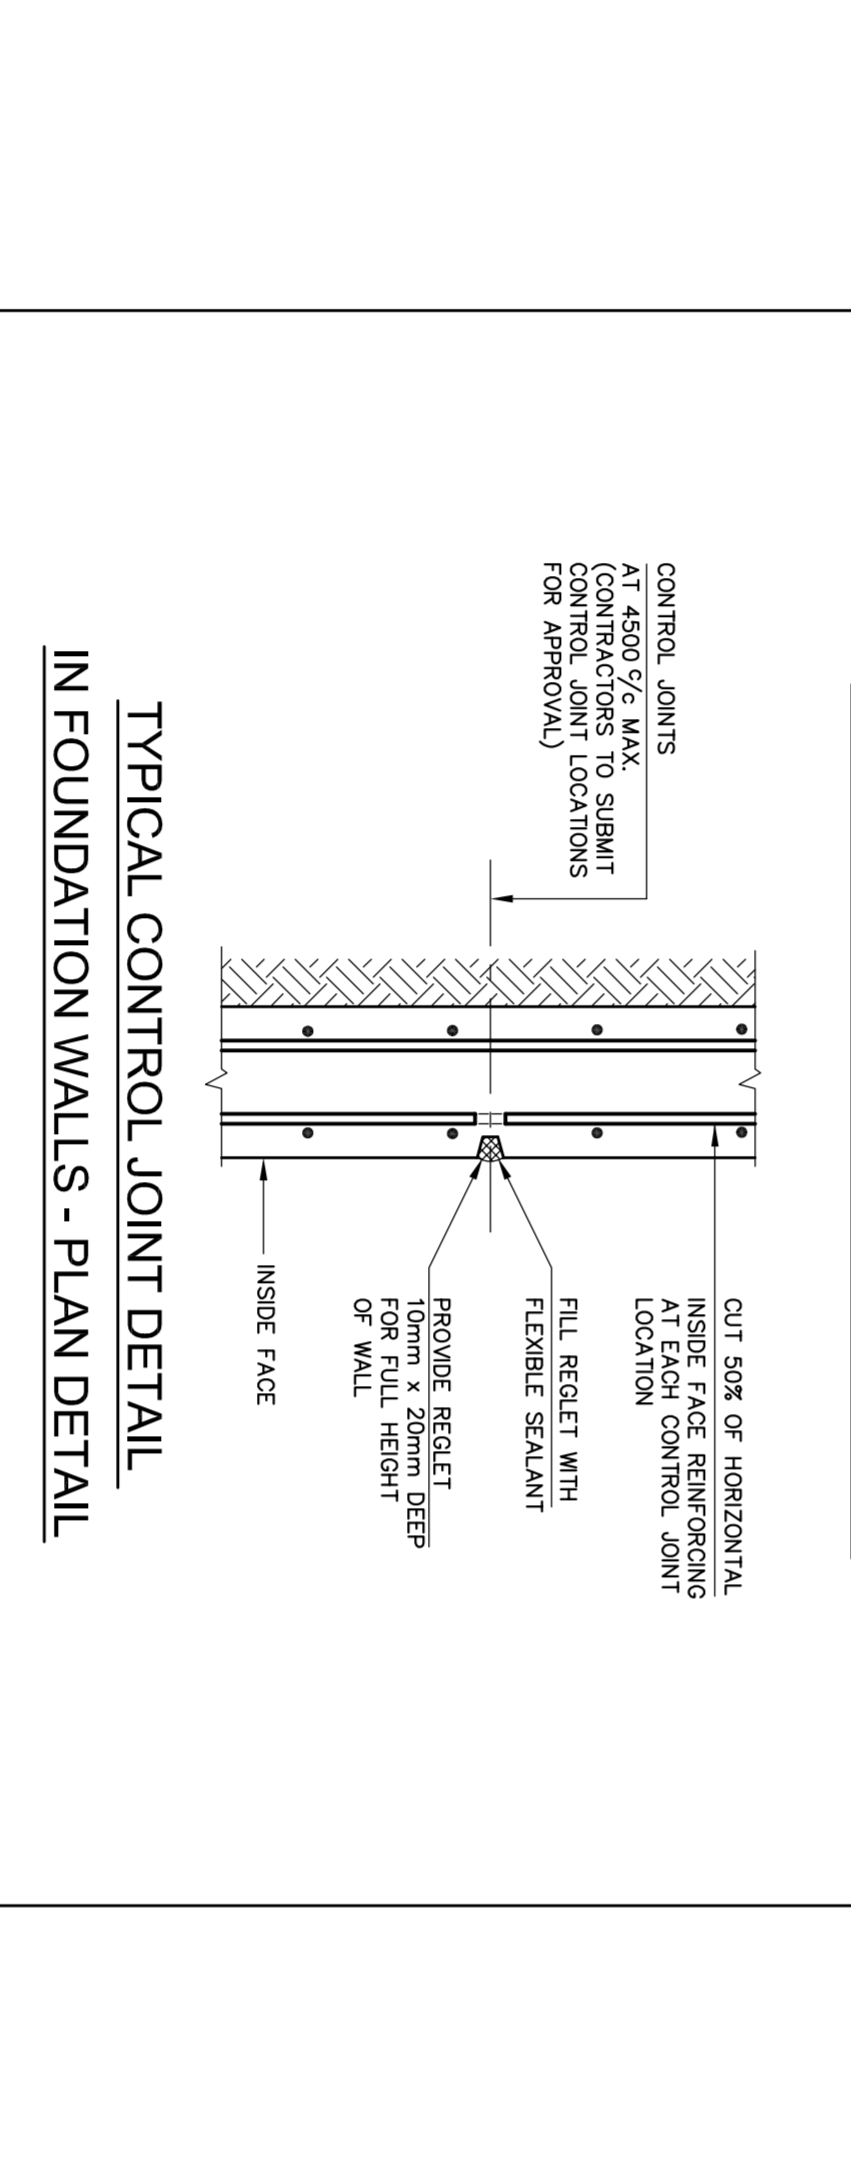 CONTROL JOINTS
AT 4500 c/c MAX.
(CONTRACTORS TO SUBMIT
CONTROL JOINT LOCATIONS
FOR APPROVAL)
CUT 50% OF HORIZONTAL
INSIDE FACE REINFORCING
AT EACH CONTROL JOINT
LOCATION
FILL REGLET WITH
FLEXIBLE SEALANT
PROVIDE REGLET
10mm x 20mm DEEP
FOR FULL HEIGHT
OF WALL
INSIDE FACE
TYPICAL CONTROL JOINT DETAIL
IN FOUNDATION WALLS - PLAN DETAIL